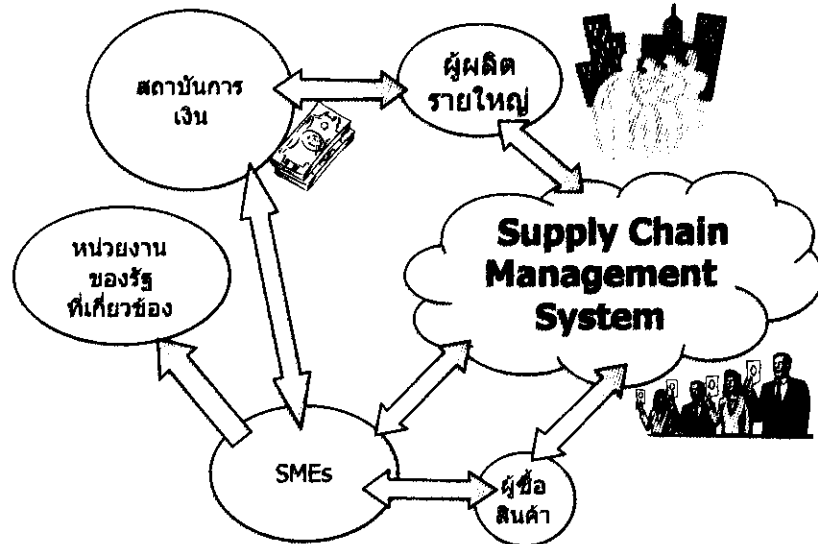 สถาบันการ
เงิน
ผู้ผลิต
รายใหญ่
Supply Chain
Management
System
หน่วยงาน
ของรัฐ
ที่เกี่ยวข้อง
SMEs
ผู้ซื้อ
สินค้า